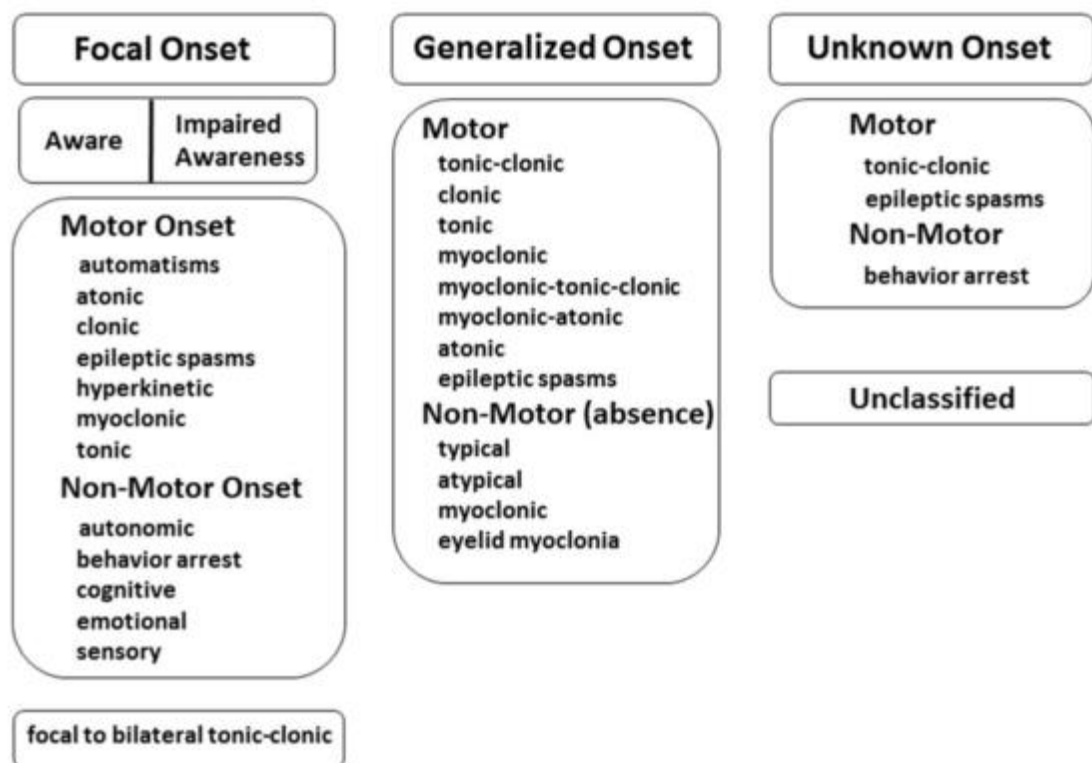 Focal Onset
Aware
Impaired
Awareness
Motor Onset
automatisms
atonic
clonic
epileptic spasms
hyperkinetic
myoclonic
tonic
Non-Motor Onset
autonomic
behavior arrest
cognitive
emotional
sensory
focal to bilateral tonic-clonic
Generalized Onset
Motor
tonic-clonic
clonic
tonic
myoclonic
myoclonic-tonic-clonic
myoclonic-atonic
atonic
epileptic spasms
Non-Motor (absence)
typical
atypical
myoclonic
eyelid myoclonia
Unknown Onset
Motor
tonic-clonic
epileptic spasms
Non-Motor
behavior arrest
Unclassified